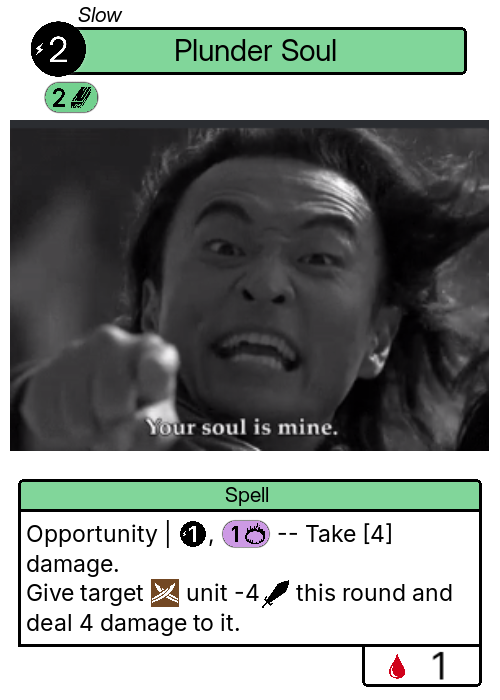 Slow
2 Plunder Soul
2
Your soul is mine.
Spell
Opportunity | 1, 1 -- Take [4]
damage.
Give target unit -4 this round and
deal 4 damage to it.
1